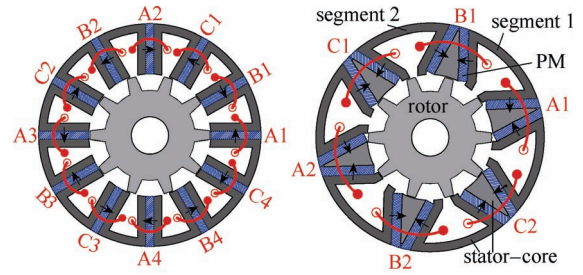 A2
B2
C1
C2
B1
A3
A1
B3
C4
C3
B4
A4
segment 2
B1
segment 1
C1
PM
rotor
A1
A2
C2
B2
stator-core